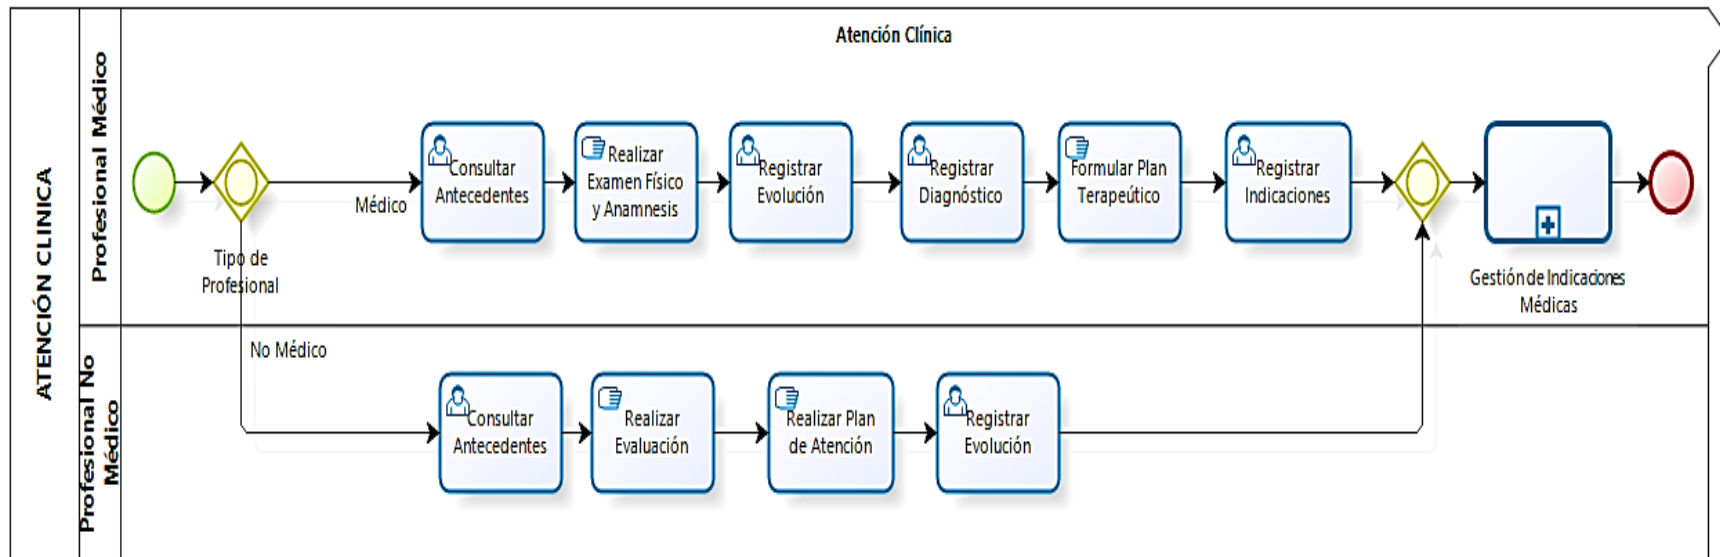 Atención Clínica
ATENCIÓN CLINICA
Profesional Médico
Consultar
Antecedentes
Realizar
Examen Físico
y Anamnesis
Registrar
Evolución
Registrar
Diagnóstico
Formular Plan
Terapeútico
Registrar
Indicaciones
Médico
Tipo de
Profesional
Gestión de Indicaciones
Médicas
Profesional No
Médico
No Médico
Consultar
Antecedentes
Realizar
Evaluación
Realizar Plan
de Atención
Registrar
Evolución